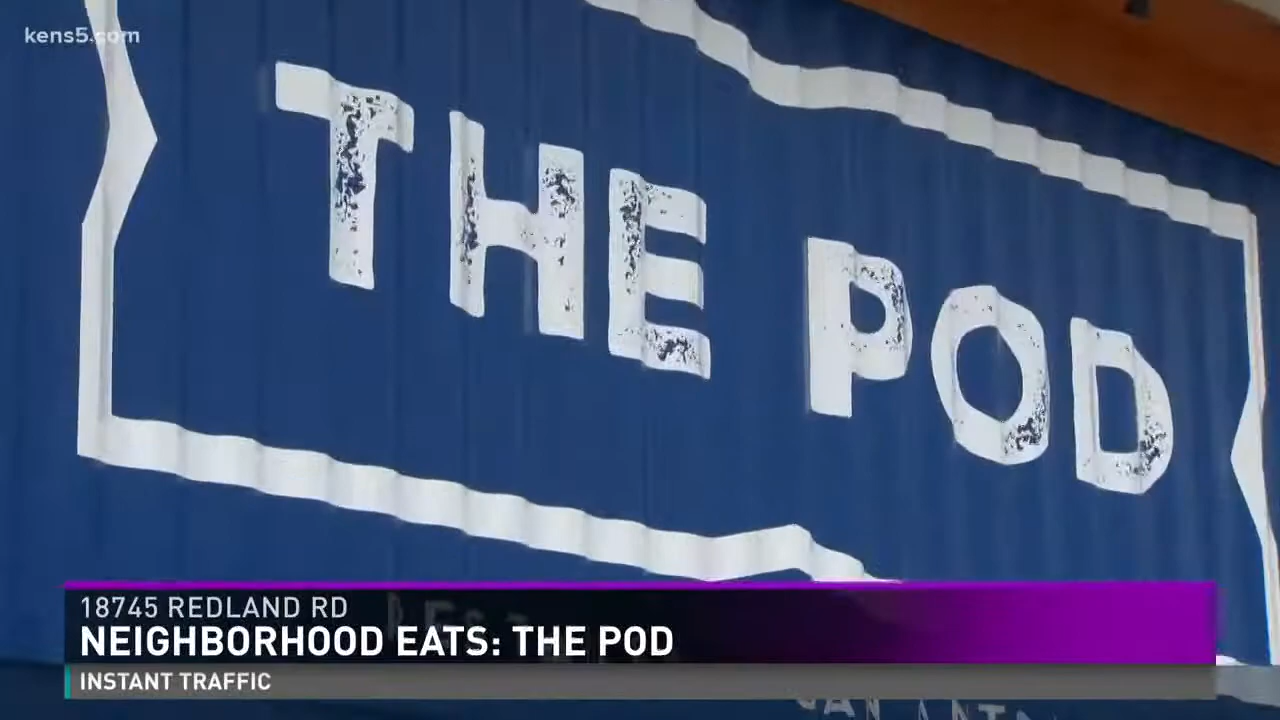 kens5.com
THE POD
18745 REDLAND RD
NEIGHBORHOOD EATS: THE POD
INSTANT TRAFFIC